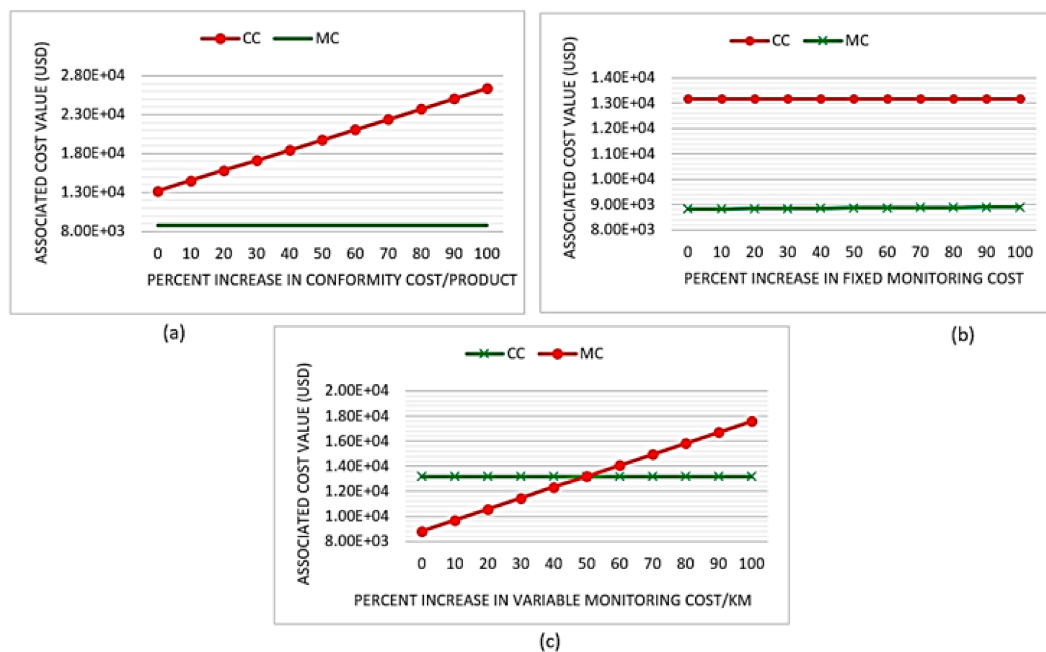 CC MC
ASSOCIATED COST VALUE (USD)
2.80E+04
2.30E+04
1.80E+04
1.30E+04
8.00E+03
0 10 20 30 40 50 60 70 80 90 100
PERCENT INCREASE IN CONFORMITY COST/PRODUCT
(a)
CC MC
ASSOCIATED COST VALUE (USD)
1.40E+04
1.30E+04
1.20E+04
1.10E+04
1.00E+04
9.00E+03
8.00E+03
0 10 20 30 40 50 60 70 80 90 100
PERCENT INCREASE IN FIXED MONITORING COST
(b)
CC MC
ASSOCIATED COST VALUE (USD)
2.00E+04
1.80E+04
1.60E+04
1.40E+04
1.20E+04
1.00E+04
8.00E+03
0 10 20 30 40 50 60 70 80 90 100
PERCENT INCREASE IN VARIABLE MONITORING COST/KM
(c)